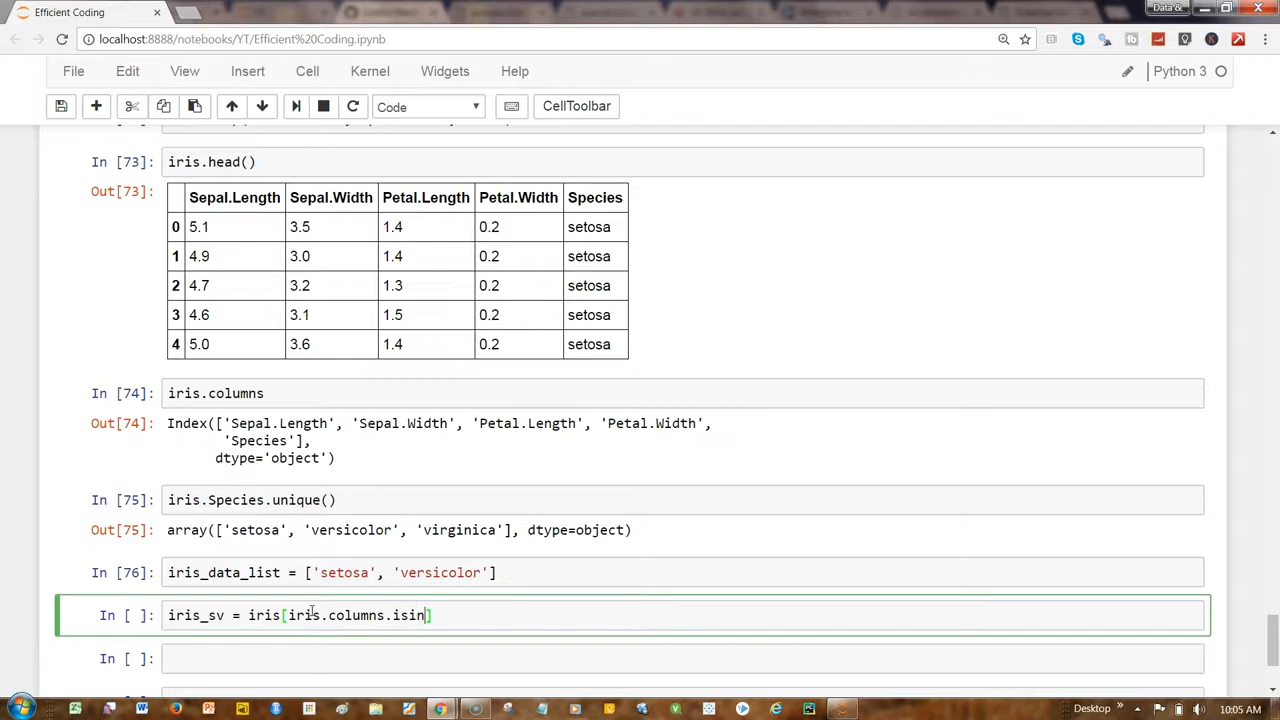 Efficient Coding
Data &
localhost:8888/notebooks/YT/Efficient%20Coding.ipynb
File Edit View Insert Cell Kernel Widgets Help Python 3
Code CellToolbar
In [73]: iris.head()
Out[73]:
Sepal.Length Sepal.Width Petal.Length Petal.Width Species
0 5.1 3.5 1.4 0.2 setosa
1 4.9 3.0 1.4 0.2 setosa
2 4.7 3.2 1.3 0.2 setosa
3 4.6 3.1 1.5 0.2 setosa
4 5.0 3.6 1.4 0.2 setosa
In [74]: iris.columns
Out[74]: Index(['Sepal.Length', 'Sepal.Width', 'Petal.Length', 'Petal.Width',
'Species'],
dtype='object')
In [75]: iris.Species.unique()
Out[75]: array(['setosa', 'versicolor', 'virginica'], dtype=object)
In [76]: iris_data_list = ['setosa', 'versicolor']
In [ ]: iris_sv = iris[iris.columns.isin]
In [ ]:
Desktop 10:05 AM